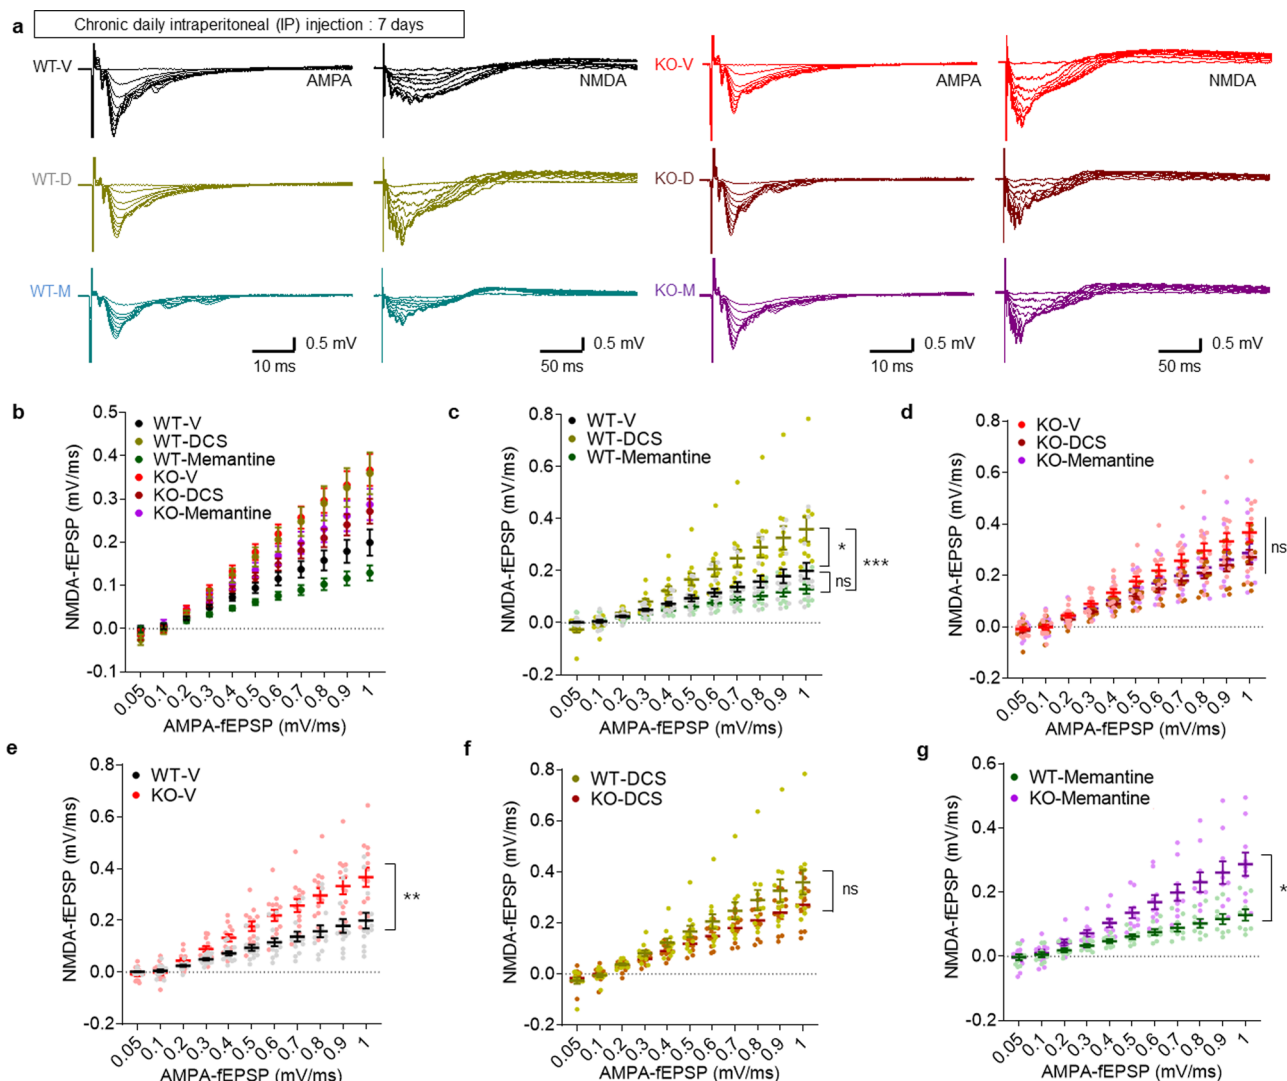 a
Chronic daily intraperitoneal (IP) injection : 7 days
WT-V
AMPA
NMDA
KO-V
AMPA
NMDA
WT-D
KO-D
WT-M
KO-M
0.5 mV
10 ms
0.5 mV
50 ms
0.5 mV
10 ms
0.5 mV
50 ms
b
NMDA-fEPSP (mV/ms)
0.5
0.4
0.3
0.2
0.1
0.0
-0.1
WT-V
WT-DCS
WT-Memantine
KO-V
KO-DCS
KO-Memantine
0.05 0.1 0.2 0.3 0.4 0.5 0.6 0.7 0.8 0.9 1
AMPA-fEPSP (mV/ms)
c
NMDA-fEPSP (mV/ms)
0.8
0.6
0.4
0.2
0.0
-0.2
WT-V
WT-DCS
WT-Memantine
*
ns
***
0.05 0.1 0.2 0.3 0.4 0.5 0.6 0.7 0.8 0.9 1
AMPA-fEPSP (mV/ms)
d
NMDA-fEPSP (mV/ms)
0.8
0.6
0.4
0.2
0.0
-0.2
KO-V
KO-DCS
KO-Memantine
ns
0.05 0.1 0.2 0.3 0.4 0.5 0.6 0.7 0.8 0.9 1
AMPA-fEPSP (mV/ms)
e
NMDA-fEPSP (mV/ms)
0.8
0.6
0.4
0.2
0.0
-0.2
WT-V
KO-V
**
0.05 0.1 0.2 0.3 0.4 0.5 0.6 0.7 0.8 0.9 1
AMPA-fEPSP (mV/ms)
f
NMDA-fEPSP (mV/ms)
0.8
0.6
0.4
0.2
0.0
-0.2
WT-DCS
KO-DCS
ns
0.05 0.1 0.2 0.3 0.4 0.5 0.6 0.7 0.8 0.9 1
AMPA-fEPSP (mV/ms)
g
NMDA-fEPSP (mV/ms)
0.6
0.4
0.2
0.0
-0.2
WT-Memantine
KO-Memantine
*
0.05 0.1 0.2 0.3 0.4 0.5 0.6 0.7 0.8 0.9 1
AMPA-fEPSP (mV/ms)